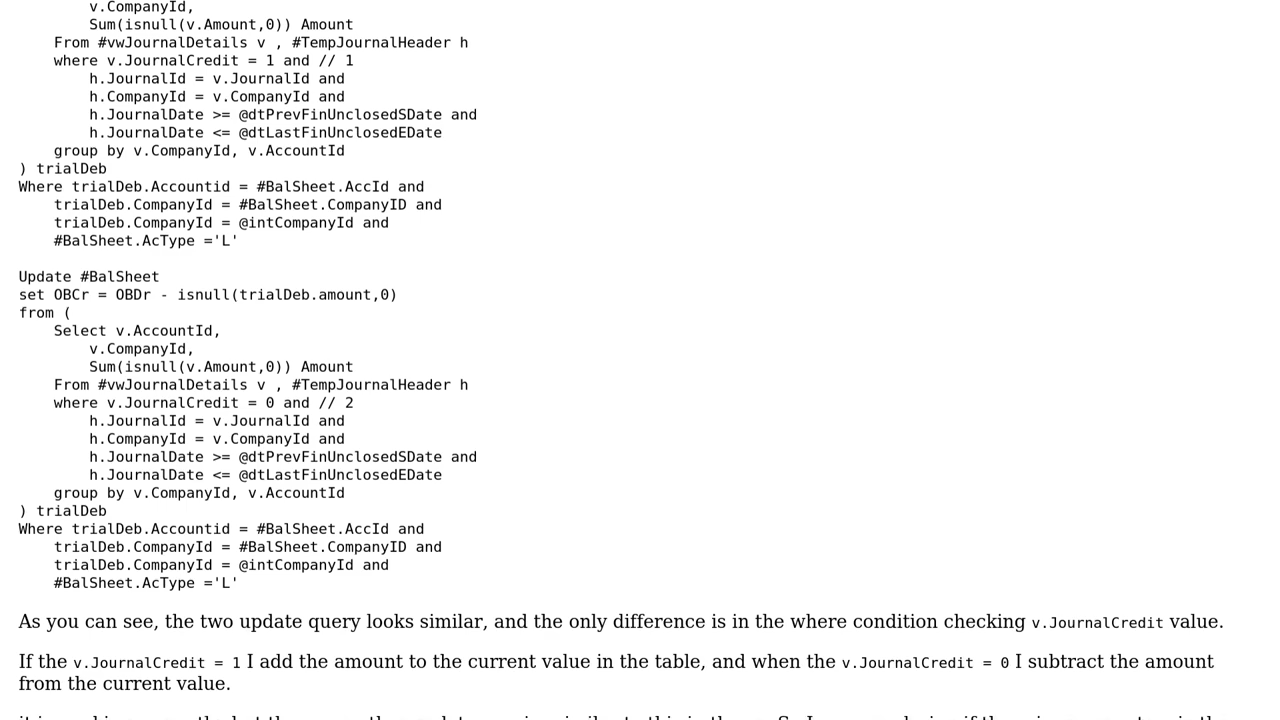 v.CompanyId,
        Sum(isnull(v.Amount,0)) Amount
    From #vwJournalDetails v , #TempJournalHeader h
    where v.JournalCredit = 1 and // 1
        h.JournalId = v.JournalId and
        h.CompanyId = v.CompanyId and
        h.JournalDate >= @dtPrevFinUnclosedSDate and
        h.JournalDate <= @dtLastFinUnclosedEDate
    group by v.CompanyId, v.AccountId
) trialDeb
Where trialDeb.Accountid = #BalSheet.AccId and
    trialDeb.CompanyId = #BalSheet.CompanyID and
    trialDeb.CompanyId = @intCompanyId and
    #BalSheet.AcType ='L'

Update #BalSheet
set OBCr = OBDr - isnull(trialDeb.amount,0)
from (
    Select v.AccountId,
        v.CompanyId,
        Sum(isnull(v.Amount,0)) Amount
    From #vwJournalDetails v , #TempJournalHeader h
    where v.JournalCredit = 0 and // 2
        h.JournalId = v.JournalId and
        h.CompanyId = v.CompanyId and
        h.JournalDate >= @dtPrevFinUnclosedSDate and
        h.JournalDate <= @dtLastFinUnclosedEDate
    group by v.CompanyId, v.AccountId
) trialDeb
Where trialDeb.Accountid = #BalSheet.AccId and
    trialDeb.CompanyId = #BalSheet.CompanyID and
    trialDeb.CompanyId = @intCompanyId and
    #BalSheet.AcType ='L'

As you can see, the two update query looks similar, and the only difference is in the where condition checking v.JournalCredit value.
If the v.JournalCredit = 1 I add the amount to the current value in the table, and when the v.JournalCredit = 0 I subtract the amount
from the current value.